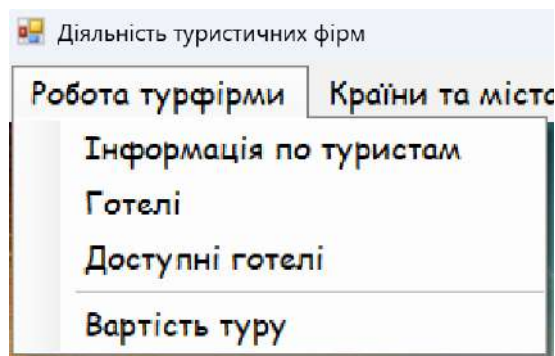 Діяльність туристичних фірм
Робота турфірми Країни та міста
Інформація по туристам
Готелі
Доступні готелі
Вартість туру